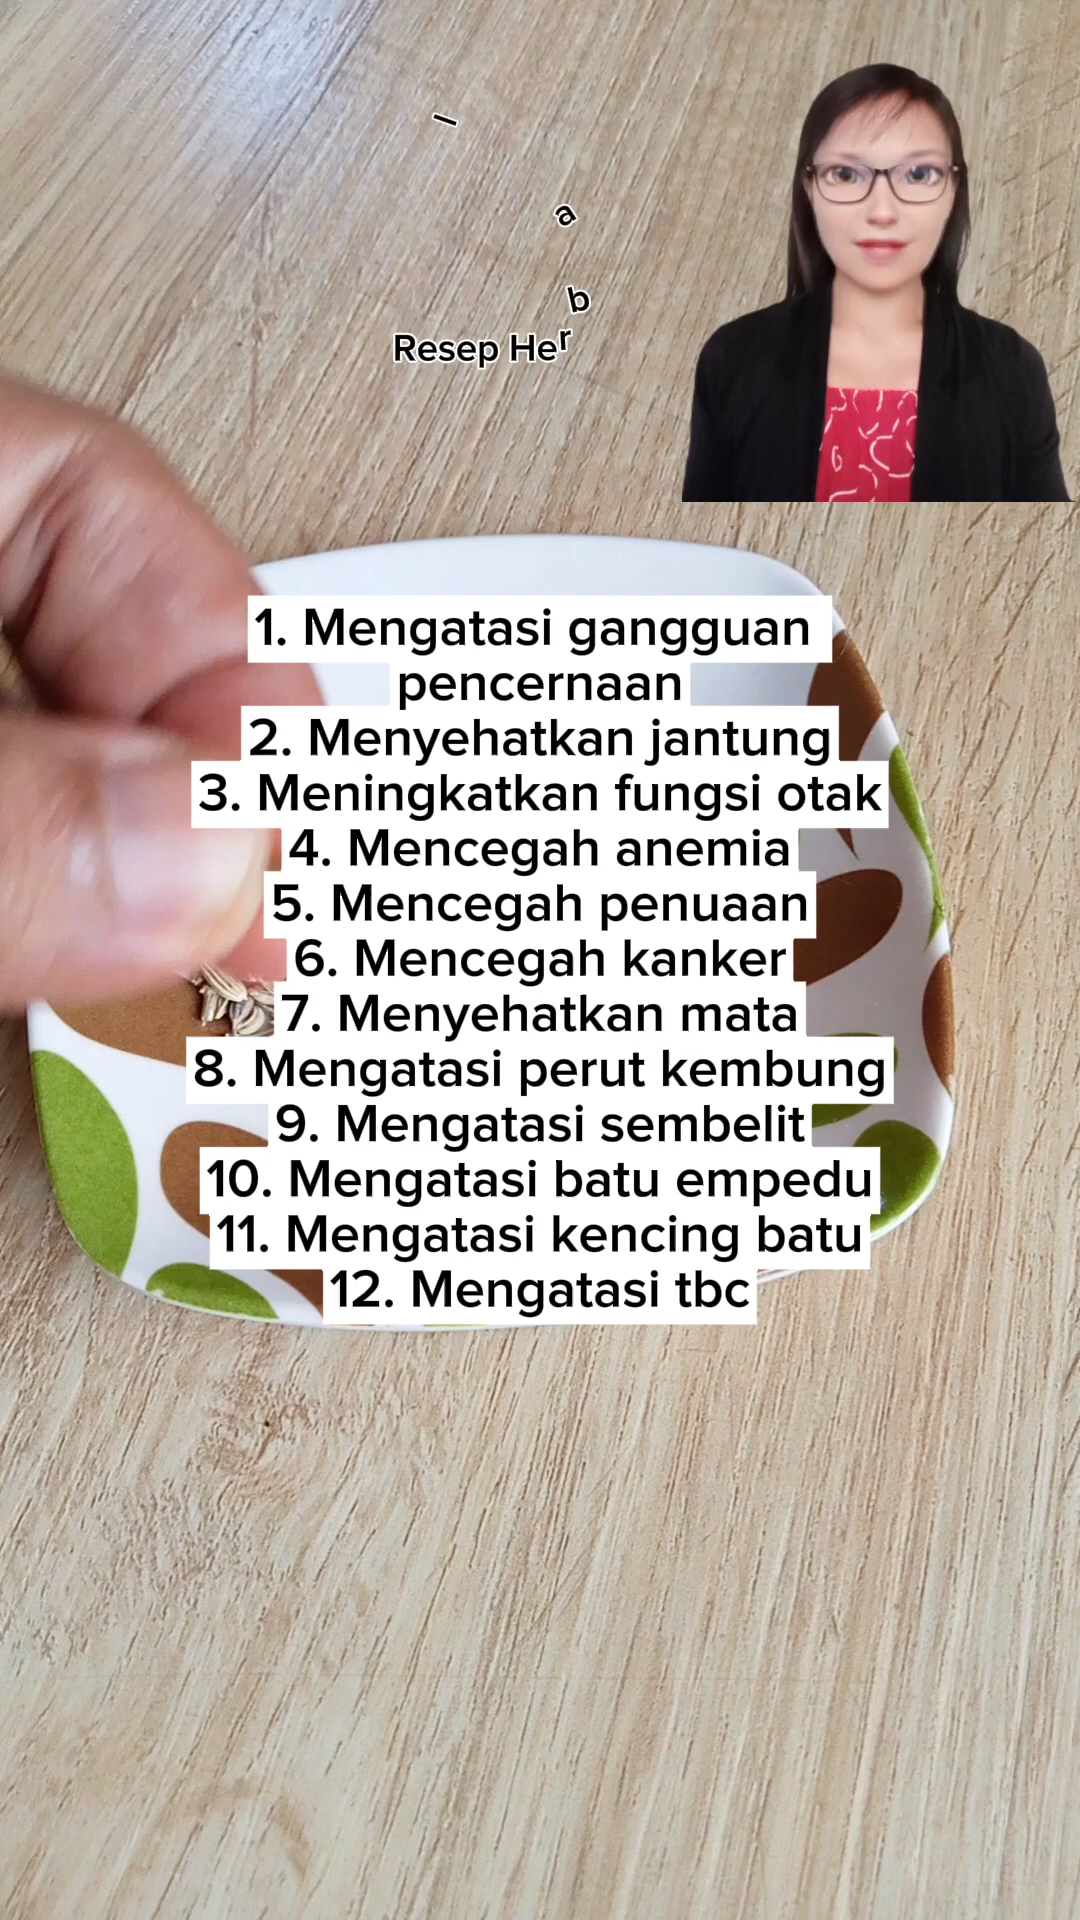 Resep Herbal
1. Mengatasi gangguan
pencernaan
2. Menyehatkan jantung
3. Meningkatkan fungsi otak
4. Mencegah anemia
5. Mencegah penuaan
6. Mencegah kanker
7. Menyehatkan mata
8. Mengatasi perut kembung
9. Mengatasi sembelit
10. Mengatasi batu empedu
11. Mengatasi kencing batu
12. Mengatasi tbc